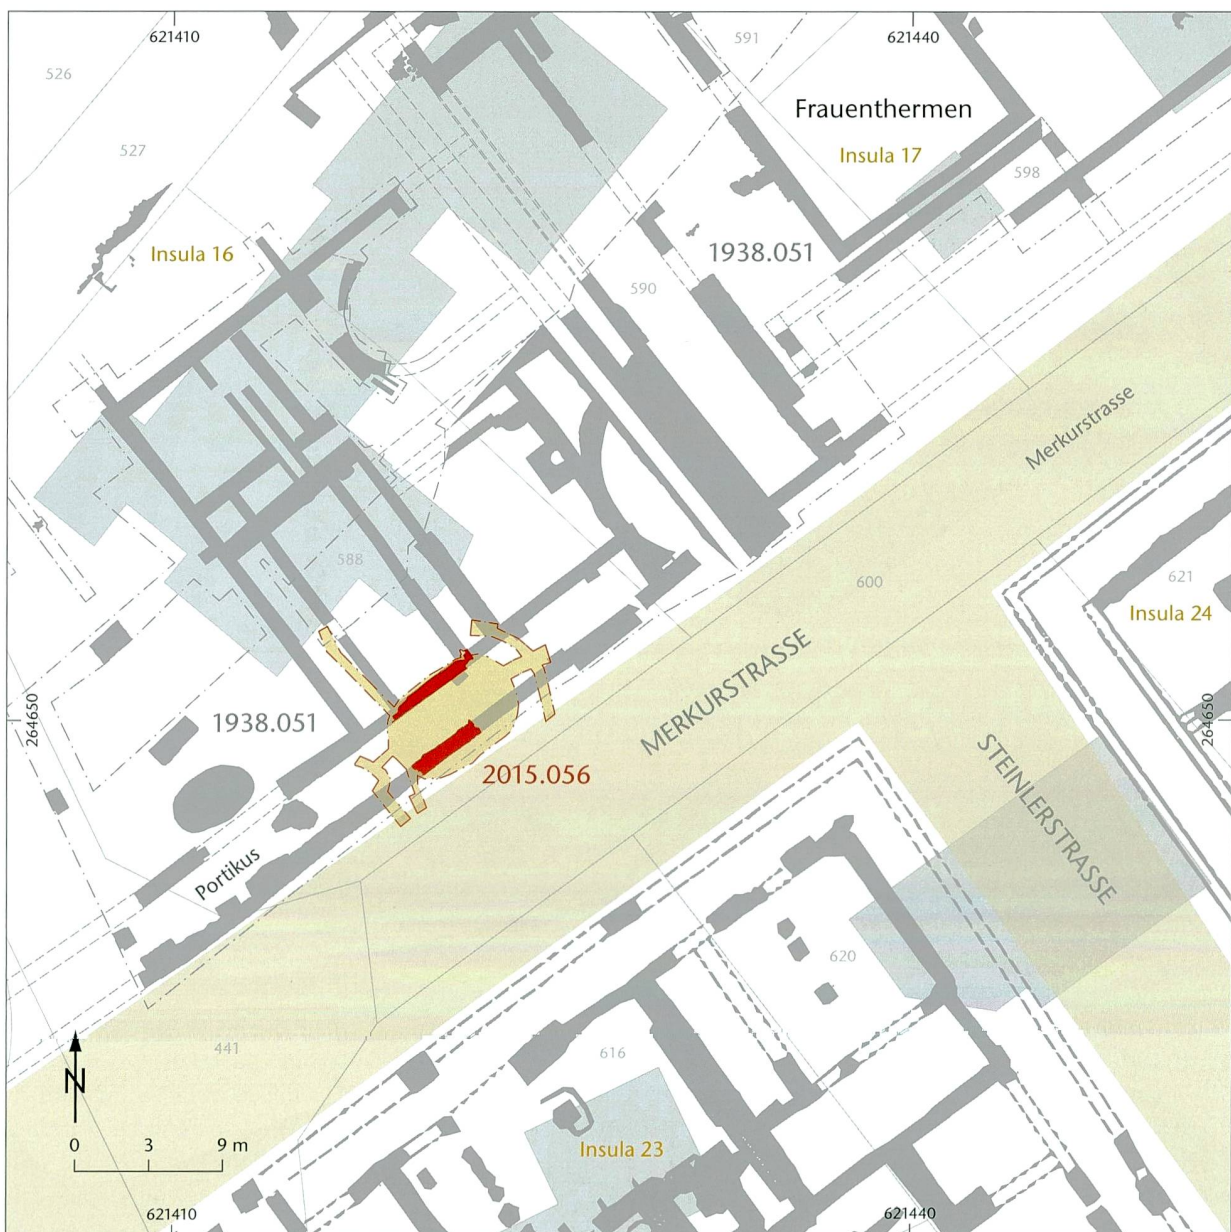 621410
621440
526
591
Frauenthermen
527
Insula 17
598
Insula 16
1938.051
590
Merkurstrasse
588
600
621
Insula 24
264650
264650
1938.051
MERKURSTRASSE
STEINLERSTRASSE
2015.056
Portikus
620
441
616
N
0 3 9 m
Insula 23
621410
621440